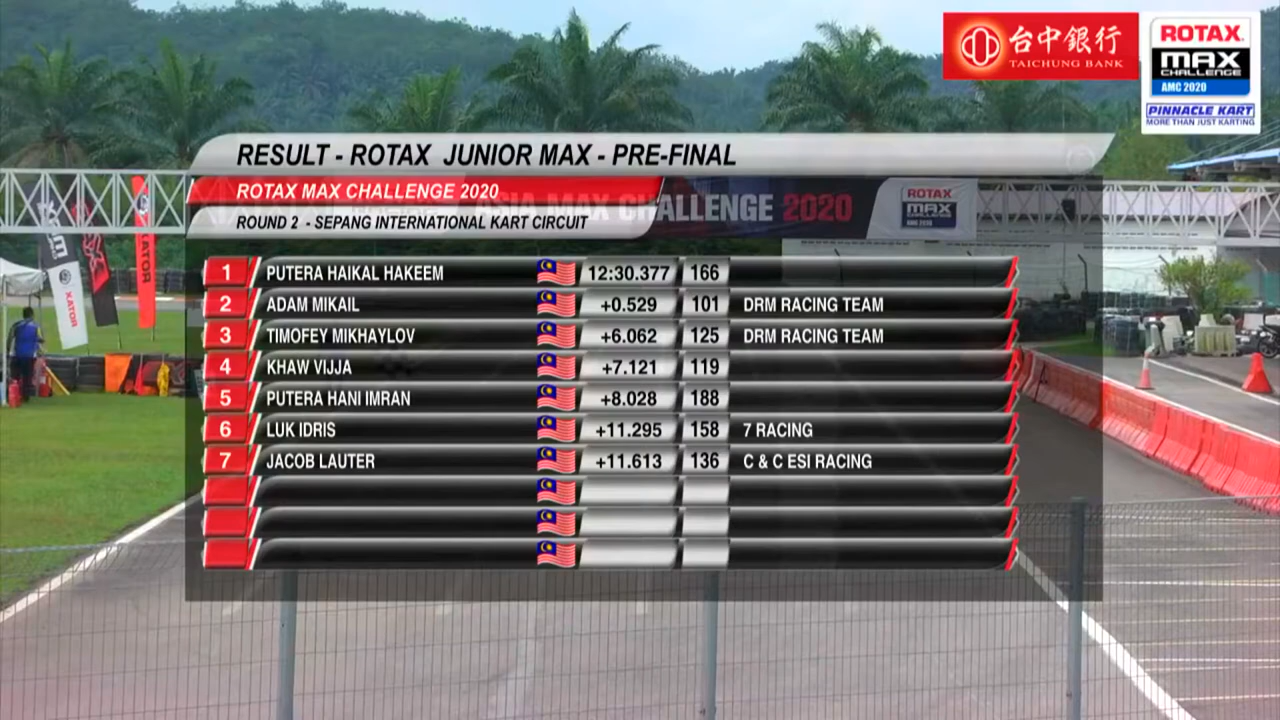 台中銀行
TAICHUNG BANK
ROTAX
MAX
CHALLENGE
AMC 2020
PINNACLE KART
MORE THAN JUST KARTING
RESULT - ROTAX JUNIOR MAX - PRE-FINAL
ROTAX MAX CHALLENGE 2020
ASIA MAX CHALLENGE 2020
ROTAX
MAX
ROUND 2 - SEPANG INTERNATIONAL KART CIRCUIT
1 PUTERA HAIKAL HAKEEM 12:30.377 166
2 ADAM MIKAIL +0.529 101 DRM RACING TEAM
3 TIMOFEY MIKHAYLOV +6.062 125 DRM RACING TEAM
4 KHAW VIJJA +7.121 119
5 PUTERA HANI IMRAN +8.028 188
6 LUK IDRIS +11.295 158 7 RACING
7 JACOB LAUTER +11.613 136 C & C ESI RACING
XATOR